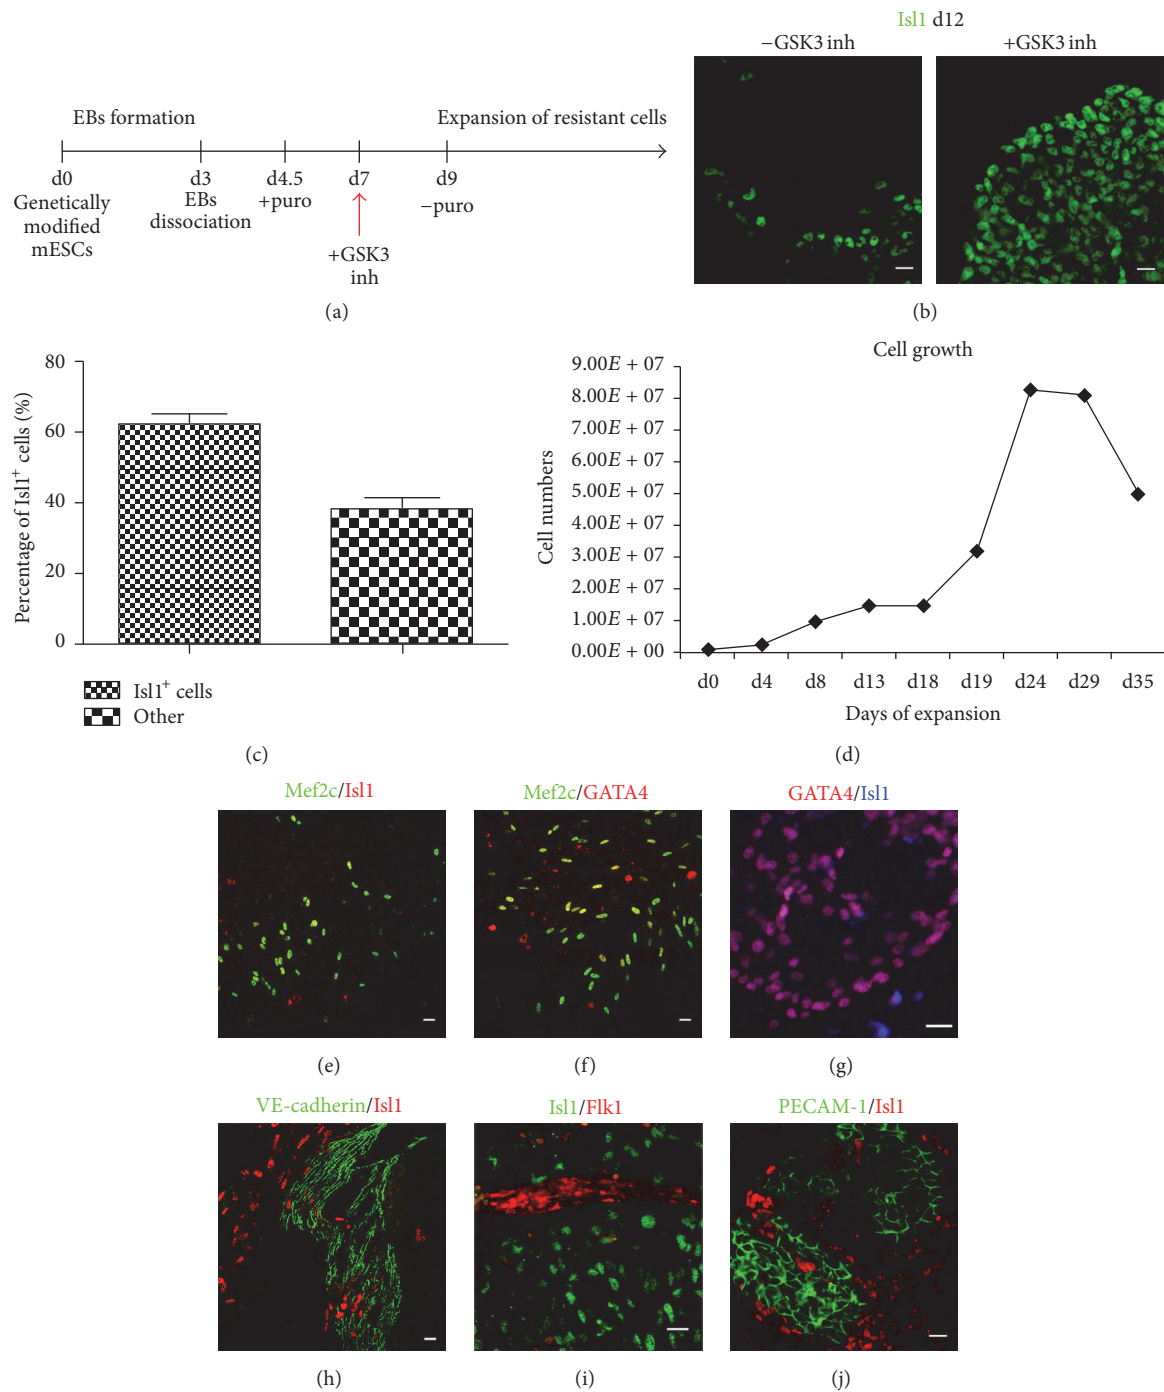 EBs formation
Expansion of resistant cells
d0
d3
d4.5
d7
d9
Genetically
modified
mESCs
EBs
dissociation
+puro
−puro
+GSK3
inh
(a)
Isl1 d12
−GSK3 inh
+GSK3 inh
(b)
Percentage of Isl1⁺ cells (%)
80
60
40
20
0
Isl1⁺ cells
Other
(c)
Cell growth
Cell numbers
9.00E + 07
8.00E + 07
7.00E + 07
6.00E + 07
5.00E + 07
4.00E + 07
3.00E + 07
2.00E + 07
1.00E + 07
0.00E + 00
d0 d4 d8 d13 d18 d19 d24 d29 d35
Days of expansion
(d)
Mef2c/Isl1
(e)
Mef2c/GATA4
(f)
GATA4/Isl1
(g)
VE-cadherin/Isl1
(h)
Isl1/Flk1
(i)
PECAM-1/Isl1
(j)